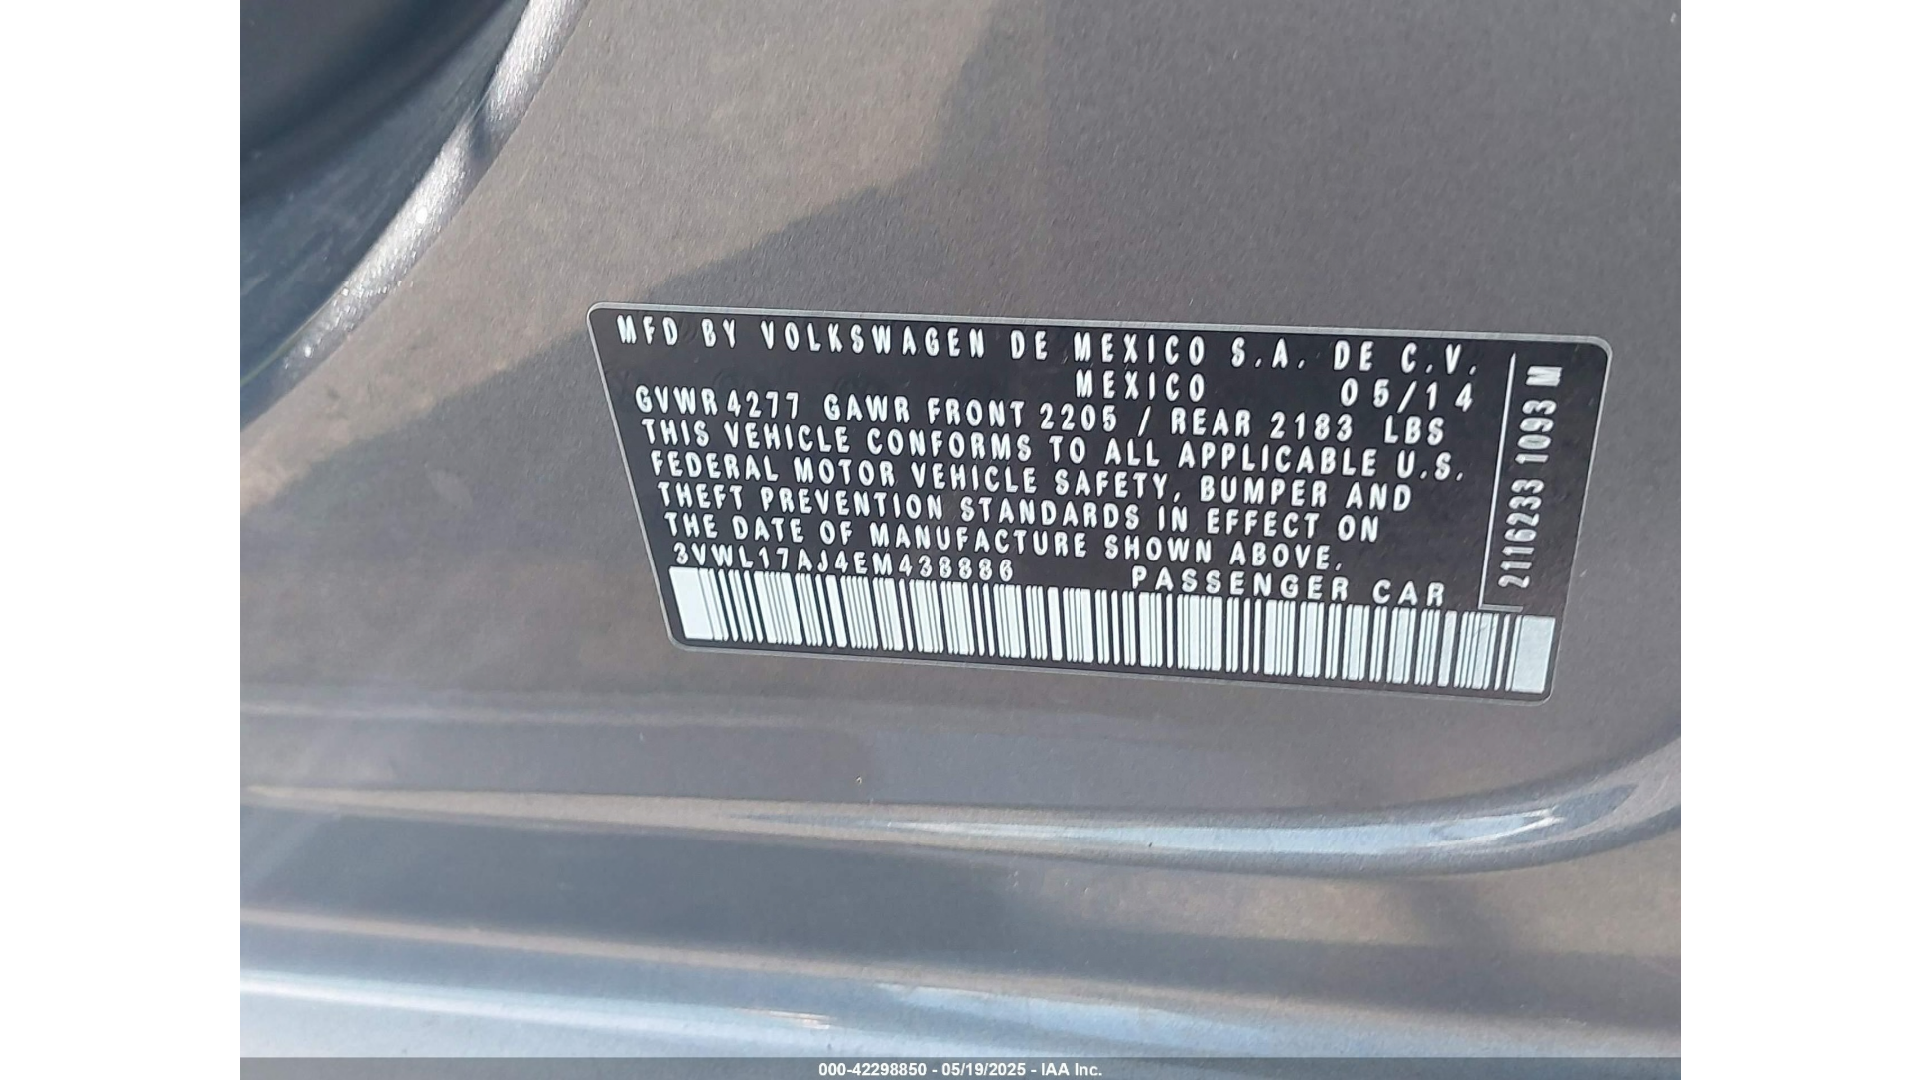 MFD BY VOLKSWAGEN DE MEXICO S.A. DE C.V.
MEXICO 05/14
GVWR 4277 GAWR FRONT 2205 / REAR 2183 LBS
THIS VEHICLE CONFORMS TO ALL APPLICABLE U.S.
FEDERAL MOTOR VEHICLE SAFETY, BUMPER AND
THEFT PREVENTION STANDARDS IN EFFECT ON
THE DATE OF MANUFACTURE SHOWN ABOVE.
3VWL17AJ4EM438886 PASSENGER CAR
2116233 1093 M
000-42298850 - 05/19/2025 - IAA Inc.